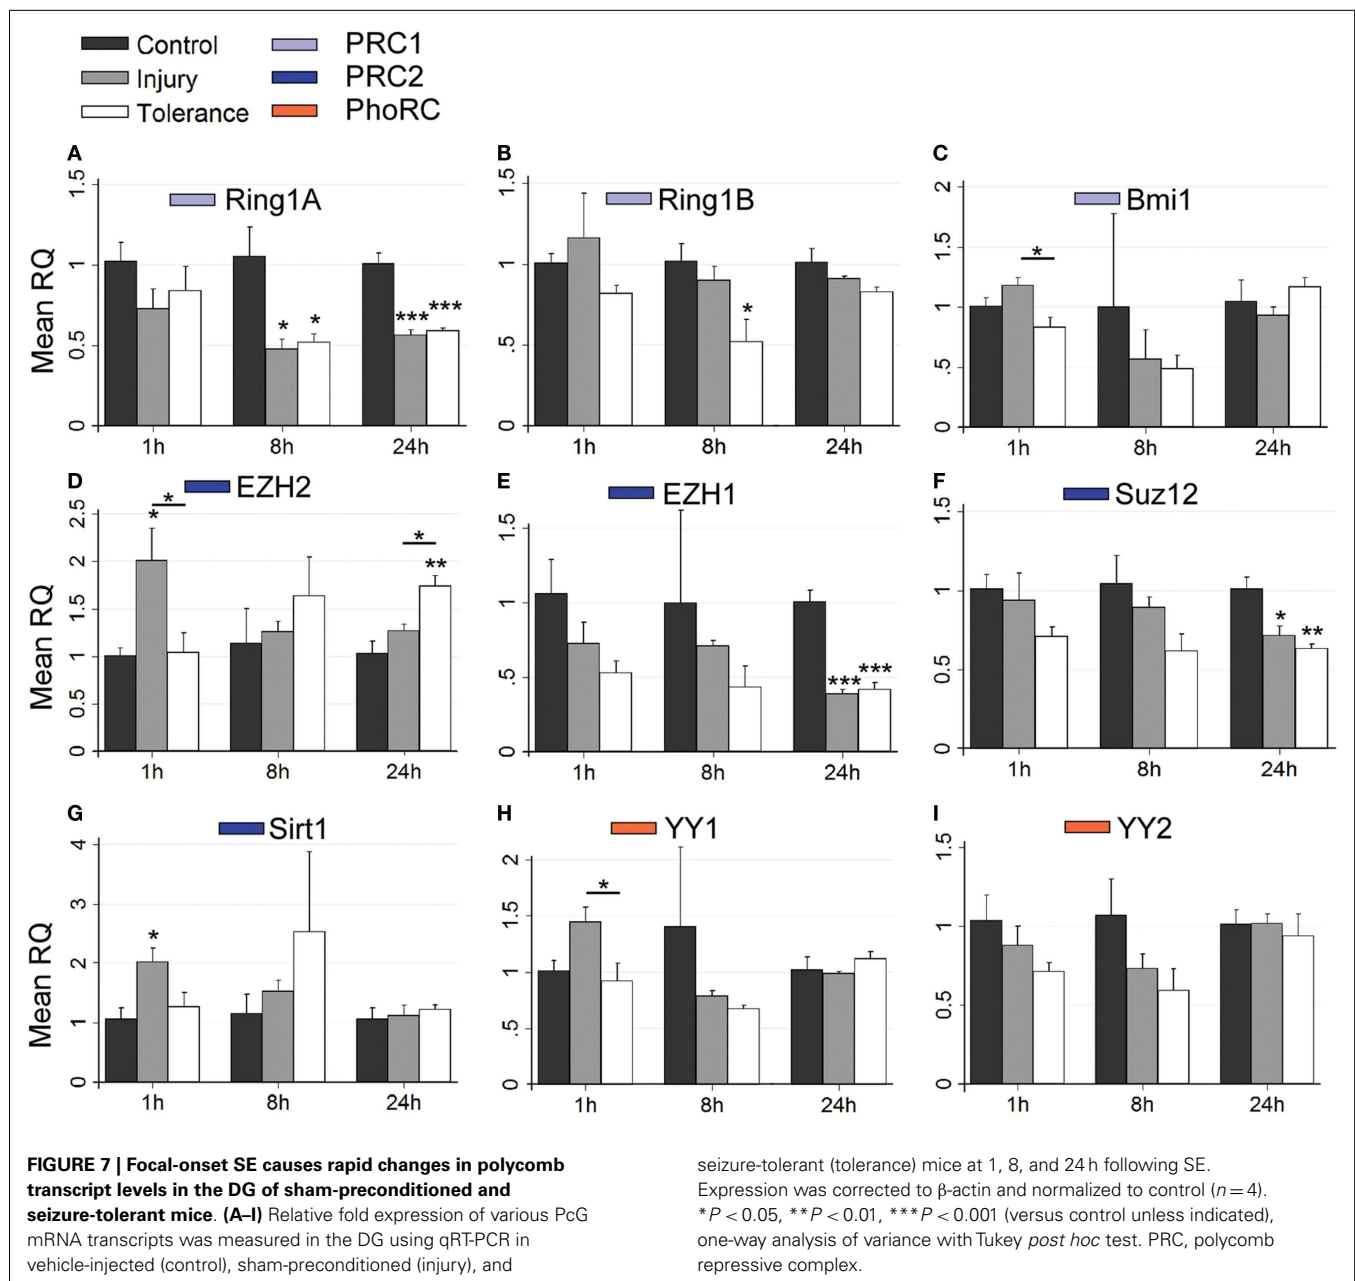 Control
PRC1
Injury
PRC2
Tolerance
PhoRC
A
Ring1A
Mean RQ
1.5
1
0.5
0
* * *** ***
1h 8h 24h
B
Ring1B
1.5
1
.5
0
*
1h 8h 24h
C
Bmi1
2
1.5
1
.5
0
*
1h 8h 24h
D
EZH2
Mean RQ
2.5
2
1.5
1
0.5
0
* * * **
1h 8h 24h
E
EZH1
1.5
1
.5
0
*** ***
1h 8h 24h
F
Suz12
1.5
1
0.5
0
* **
1h 8h 24h
G
Sirt1
Mean RQ
4
3
2
1
0
*
1h 8h 24h
H
YY1
2
1.5
1
.5
0
*
1h 8h 24h
I
YY2
1.5
1
0.5
0
1h 8h 24h
FIGURE 7 | Focal-onset SE causes rapid changes in polycomb
transcript levels in the DG of sham-preconditioned and
seizure-tolerant mice. (A–I) Relative fold expression of various PcG
mRNA transcripts was measured in the DG using qRT-PCR in
vehicle-injected (control), sham-preconditioned (injury), and
seizure-tolerant (tolerance) mice at 1, 8, and 24 h following SE.
Expression was corrected to β-actin and normalized to control (n = 4).
*P < 0.05, **P < 0.01, ***P < 0.001 (versus control unless indicated),
one-way analysis of variance with Tukey post hoc test. PRC, polycomb
repressive complex.